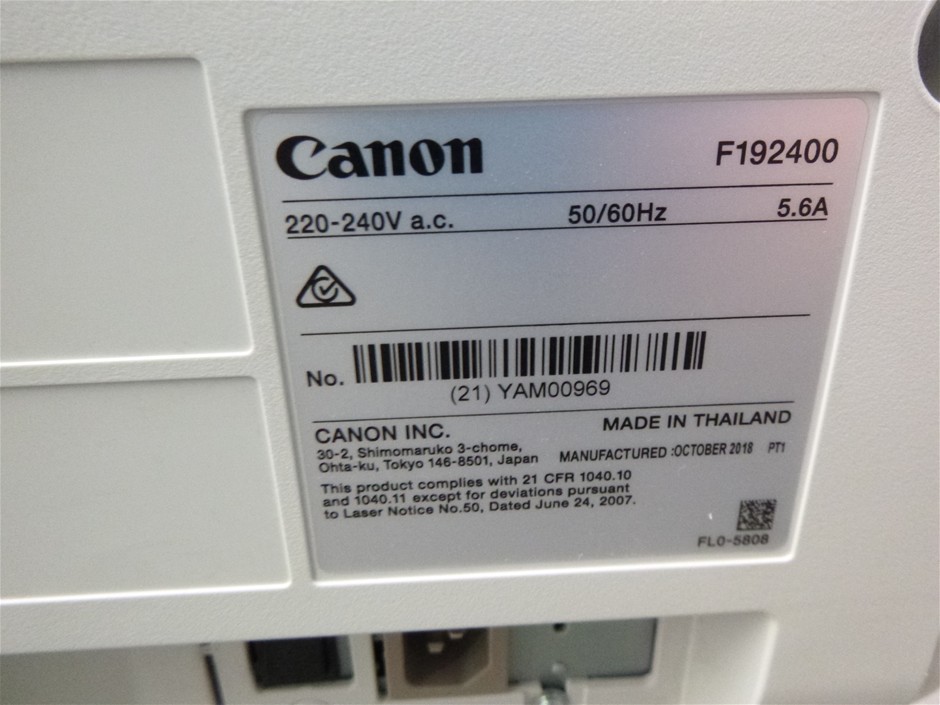 Canon F192400
220-240V a.c. 50/60Hz 5.6A
No.
(21) YAM00969
CANON INC. MADE IN THAILAND
30-2, Shimomaruko 3-chome,
Ohta-ku, Tokyo 146-8501, Japan
MANUFACTURED :OCTOBER 2018 PT1
This product complies with 21 CFR 1040.10
and 1040.11 except for deviations pursuant
to Laser Notice No.50, Dated June 24, 2007.
FL0-5808